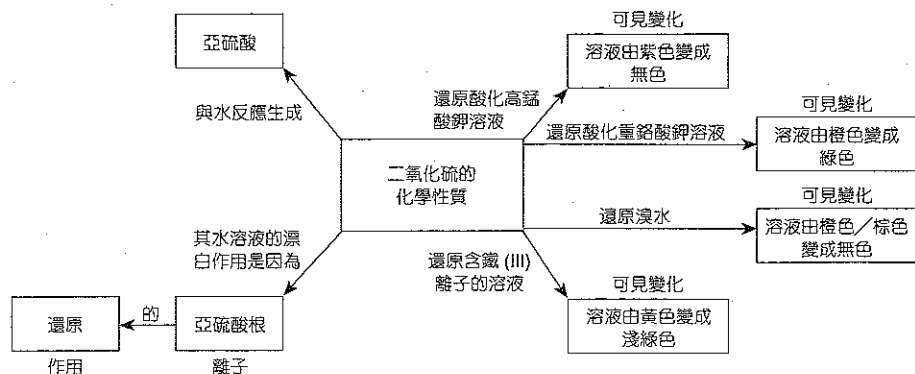 可見變化
亞硫酸
溶液由紫色變成
無色
還原酸化高錳
酸鉀溶液
與水反應生成
可見變化
還原酸化重鉻酸鉀溶液
溶液由橙色變成
綠色
二氧化硫的
化學性質
可見變化
還原溴水
溶液由橙色／棕色
變成無色
其水溶液的漂
白作用是因為
還原含鐵 (III)
離子的溶液
可見變化
還原
的
亞硫酸根
溶液由黃色變成
淺綠色
作用
離子